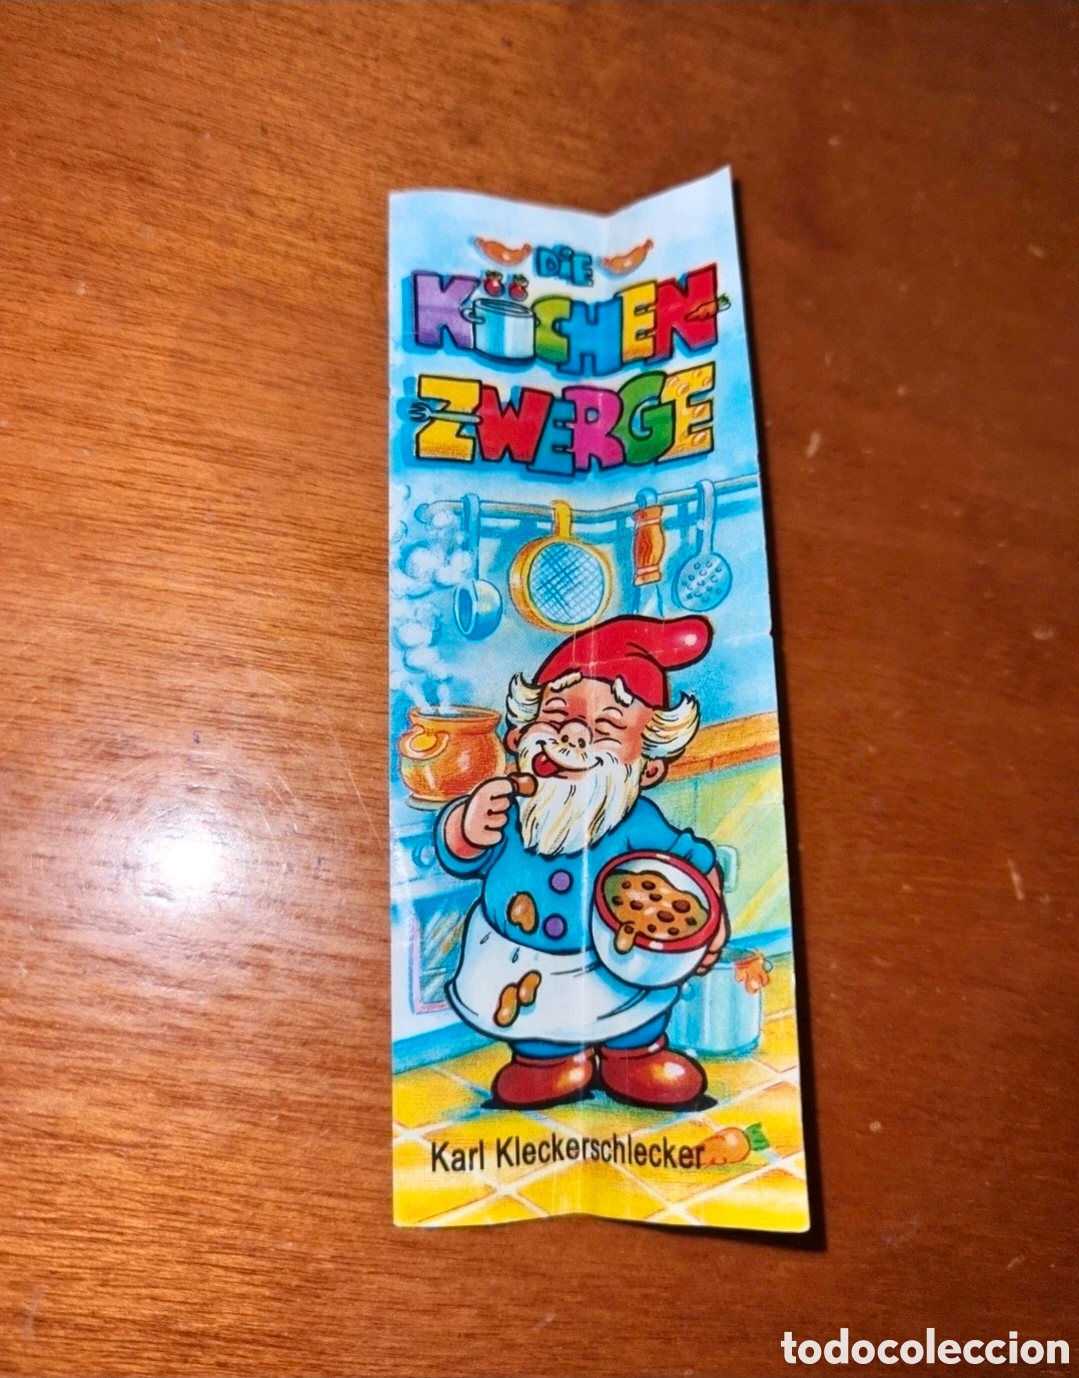 DiE
KÜCHEN
ZWERGE
Karl Kleckerschlecker
todocoleccion